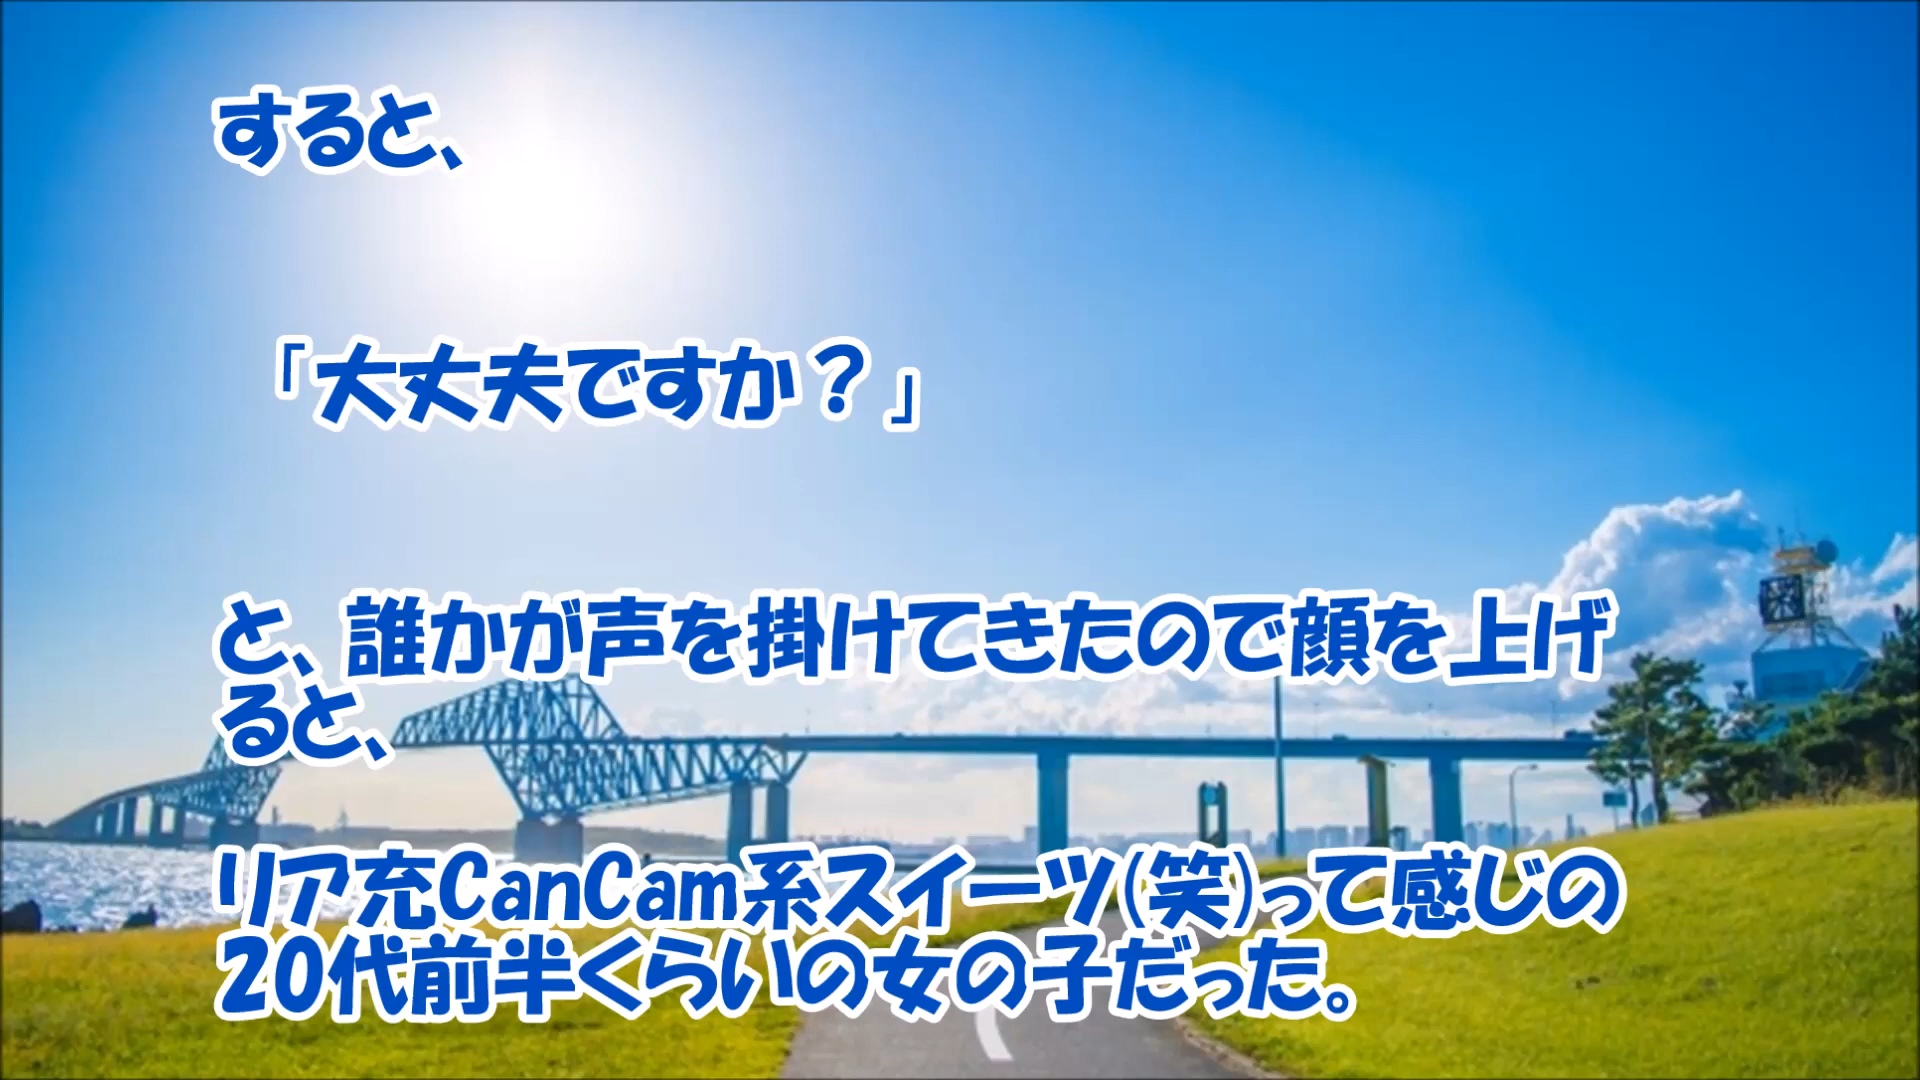 すると、
『大丈夫ですか？』
と、誰かが声を掛けてきたので顔を上げ
ると、
リア充CanCam系スイーツ(笑)って感じの
20代前半くらいの女の子だった。